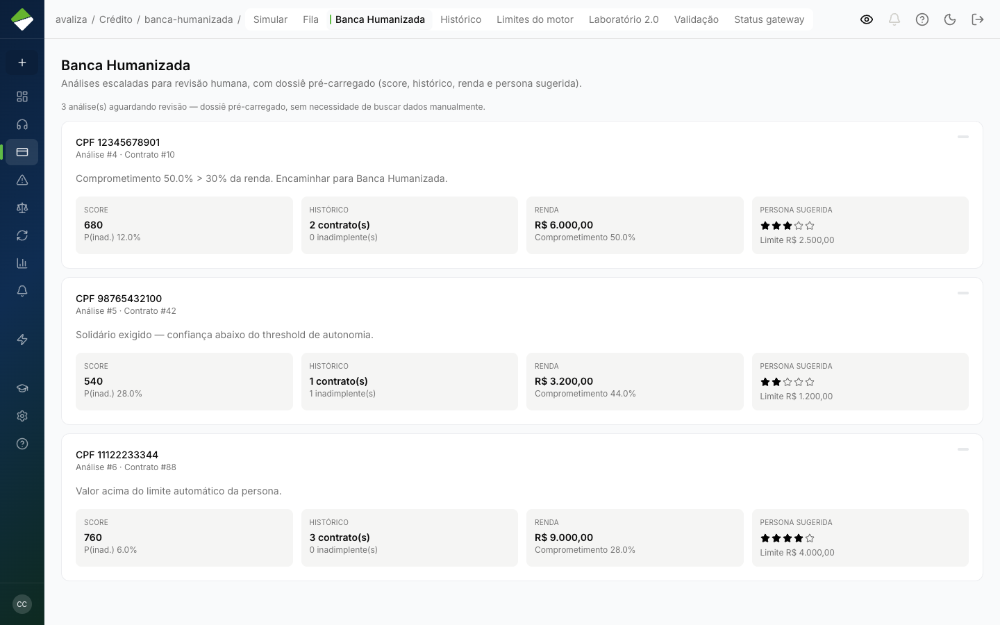 avaliza / Crédito / banca-humanizada / Simular Fila Banca Humanizada Histórico Limites do motor Laboratório 2.0 Validação Status gateway
Banca Humanizada
Análises escaladas para revisão humana, com dossiê pré-carregado (score, histórico, renda e persona sugerida).
3 análise(s) aguardando revisão — dossiê pré-carregado, sem necessidade de buscar dados manualmente.
CPF 12345678901
Análise #4 · Contrato #10
Comprometimento 50.0% > 30% da renda. Encaminhar para Banca Humanizada.
SCORE
680
P(inad.) 12.0%
HISTÓRICO
2 contrato(s)
0 inadimplente(s)
RENDA
R$ 6.000,00
Comprometimento 50.0%
PERSONA SUGERIDA
Limite R$ 2.500,00
CPF 98765432100
Análise #5 · Contrato #42
Solidário exigido — confiança abaixo do threshold de autonomia.
SCORE
540
P(inad.) 28.0%
HISTÓRICO
1 contrato(s)
1 inadimplente(s)
RENDA
R$ 3.200,00
Comprometimento 44.0%
PERSONA SUGERIDA
Limite R$ 1.200,00
CPF 11122233344
Análise #6 · Contrato #88
Valor acima do limite automático da persona.
SCORE
760
P(inad.) 6.0%
HISTÓRICO
3 contrato(s)
0 inadimplente(s)
RENDA
R$ 9.000,00
Comprometimento 28.0%
PERSONA SUGERIDA
Limite R$ 4.000,00
CC